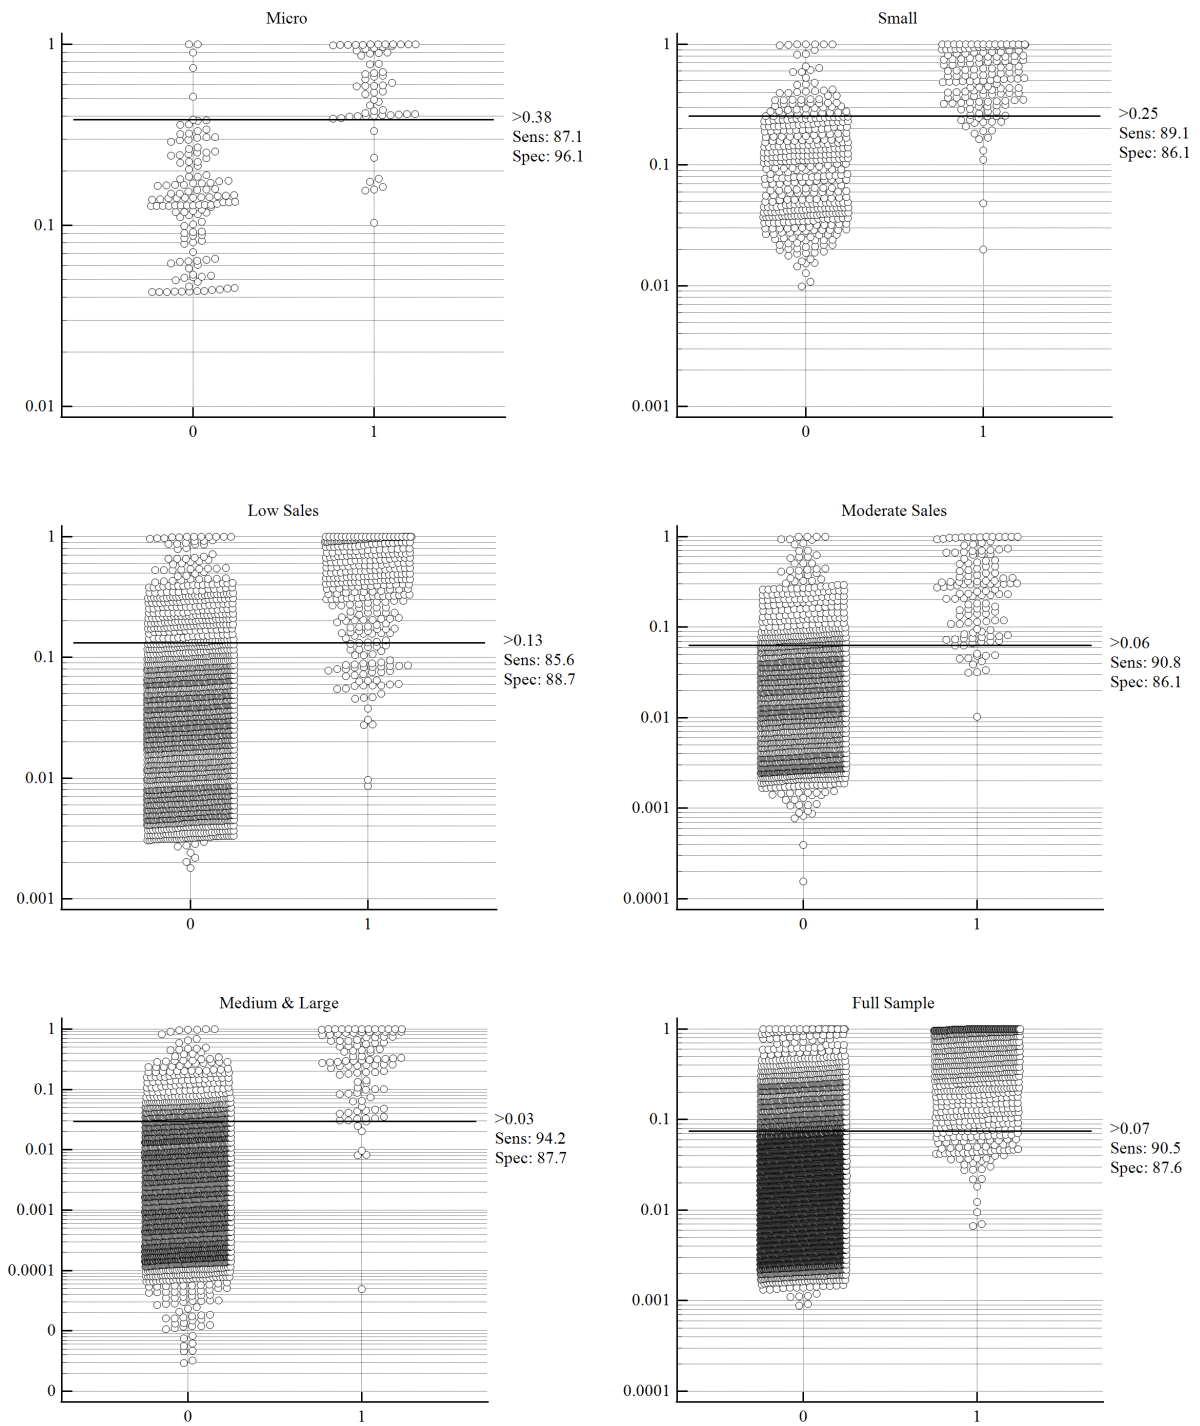 Micro
1
0.1
0.01
0
1
>0.38
Sens: 87.1
Spec: 96.1
Small
1
0.1
0.01
0.001
0
1
>0.25
Sens: 89.1
Spec: 86.1
Low Sales
1
0.1
0.01
0.001
0
1
>0.13
Sens: 85.6
Spec: 88.7
Moderate Sales
1
0.1
0.01
0.001
0.0001
0
1
>0.06
Sens: 90.8
Spec: 86.1
Medium & Large
1
0.1
0.01
0.001
0.0001
0
0
0
1
>0.03
Sens: 94.2
Spec: 87.7
Full Sample
1
0.1
0.01
0.001
0.0001
0
1
>0.07
Sens: 90.5
Spec: 87.6